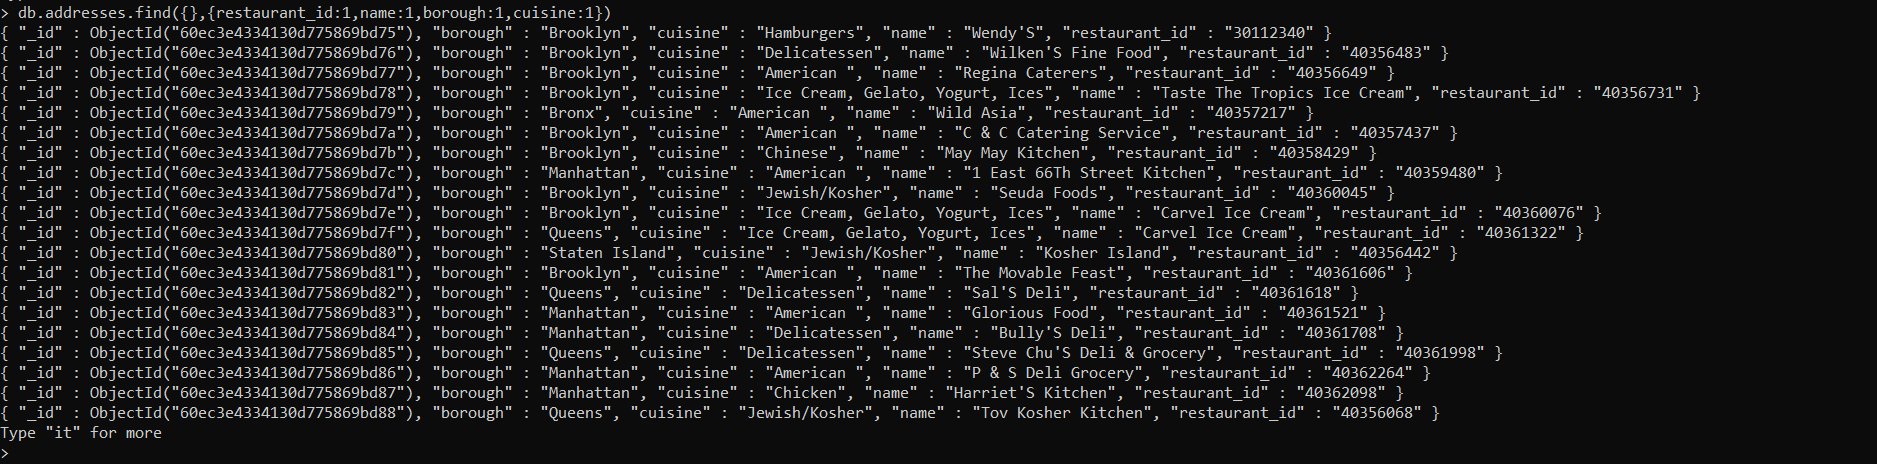 > db.addresses.find({},{restaurant_id:1,name:1,borough:1,cuisine:1})
{ "_id" : ObjectId("60ec3e4334130d775869bd75"), "borough" : "Brooklyn", "cuisine" : "Hamburgers", "name" : "Wendy'S", "restaurant_id" : "30112340" }
{ "_id" : ObjectId("60ec3e4334130d775869bd76"), "borough" : "Brooklyn", "cuisine" : "Delicatessen", "name" : "Wilken'S Fine Food", "restaurant_id" : "40356483" }
{ "_id" : ObjectId("60ec3e4334130d775869bd77"), "borough" : "Brooklyn", "cuisine" : "American ", "name" : "Regina Caterers", "restaurant_id" : "40356649" }
{ "_id" : ObjectId("60ec3e4334130d775869bd78"), "borough" : "Brooklyn", "cuisine" : "Ice Cream, Gelato, Yogurt, Ices", "name" : "Taste The Tropics Ice Cream", "restaurant_id" : "40356731" }
{ "_id" : ObjectId("60ec3e4334130d775869bd79"), "borough" : "Bronx", "cuisine" : "American ", "name" : "Wild Asia", "restaurant_id" : "40357217" }
{ "_id" : ObjectId("60ec3e4334130d775869bd7a"), "borough" : "Brooklyn", "cuisine" : "American ", "name" : "C & C Catering Service", "restaurant_id" : "40357437" }
{ "_id" : ObjectId("60ec3e4334130d775869bd7b"), "borough" : "Brooklyn", "cuisine" : "Chinese", "name" : "May May Kitchen", "restaurant_id" : "40358429" }
{ "_id" : ObjectId("60ec3e4334130d775869bd7c"), "borough" : "Manhattan", "cuisine" : "American ", "name" : "1 East 66Th Street Kitchen", "restaurant_id" : "40359480" }
{ "_id" : ObjectId("60ec3e4334130d775869bd7d"), "borough" : "Brooklyn", "cuisine" : "Jewish/Kosher", "name" : "Seuda Foods", "restaurant_id" : "40360045" }
{ "_id" : ObjectId("60ec3e4334130d775869bd7e"), "borough" : "Brooklyn", "cuisine" : "Ice Cream, Gelato, Yogurt, Ices", "name" : "Carvel Ice Cream", "restaurant_id" : "40360076" }
{ "_id" : ObjectId("60ec3e4334130d775869bd7f"), "borough" : "Queens", "cuisine" : "Ice Cream, Gelato, Yogurt, Ices", "name" : "Carvel Ice Cream", "restaurant_id" : "40361322" }
{ "_id" : ObjectId("60ec3e4334130d775869bd80"), "borough" : "Staten Island", "cuisine" : "Jewish/Kosher", "name" : "Kosher Island", "restaurant_id" : "40356442" }
{ "_id" : ObjectId("60ec3e4334130d775869bd81"), "borough" : "Brooklyn", "cuisine" : "American ", "name" : "The Movable Feast", "restaurant_id" : "40361606" }
{ "_id" : ObjectId("60ec3e4334130d775869bd82"), "borough" : "Queens", "cuisine" : "Delicatessen", "name" : "Sal'S Deli", "restaurant_id" : "40361618" }
{ "_id" : ObjectId("60ec3e4334130d775869bd83"), "borough" : "Manhattan", "cuisine" : "American ", "name" : "Glorious Food", "restaurant_id" : "40361521" }
{ "_id" : ObjectId("60ec3e4334130d775869bd84"), "borough" : "Manhattan", "cuisine" : "Delicatessen", "name" : "Bully'S Deli", "restaurant_id" : "40361708" }
{ "_id" : ObjectId("60ec3e4334130d775869bd85"), "borough" : "Queens", "cuisine" : "Delicatessen", "name" : "Steve Chu'S Deli & Grocery", "restaurant_id" : "40361998" }
{ "_id" : ObjectId("60ec3e4334130d775869bd86"), "borough" : "Manhattan", "cuisine" : "American ", "name" : "P & S Deli Grocery", "restaurant_id" : "40362264" }
{ "_id" : ObjectId("60ec3e4334130d775869bd87"), "borough" : "Manhattan", "cuisine" : "Chicken", "name" : "Harriet'S Kitchen", "restaurant_id" : "40362098" }
{ "_id" : ObjectId("60ec3e4334130d775869bd88"), "borough" : "Queens", "cuisine" : "Jewish/Kosher", "name" : "Tov Kosher Kitchen", "restaurant_id" : "40356068" }
Type "it" for more
>